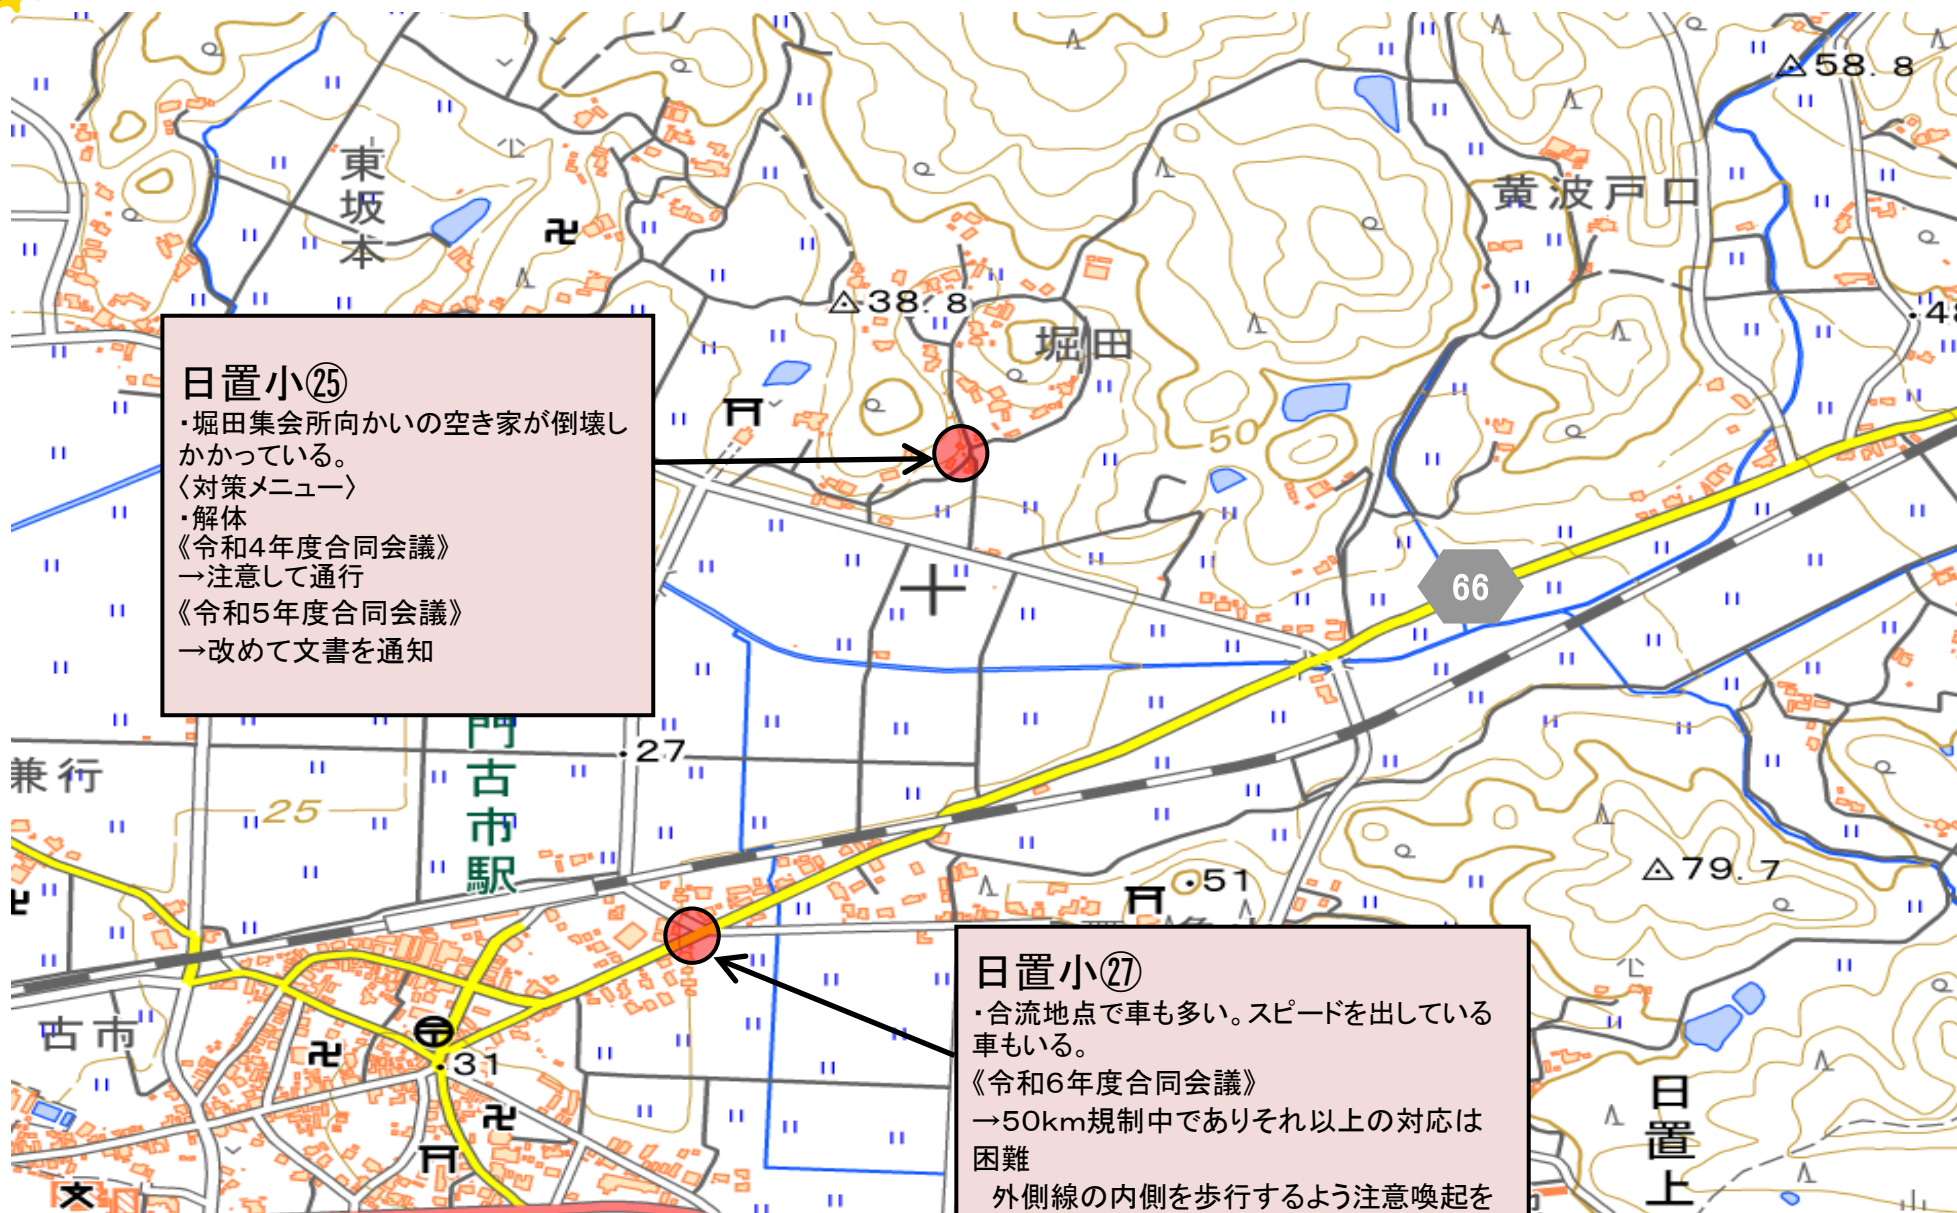 58.8
東坂本
黄波戸口
38.8
堀田
日置小㉕
・堀田集会所向かいの空き家が倒壊し
かかっている。
〈対策メニュー〉
・解体
《令和4年度合同会議》
→注意して通行
《令和5年度合同会議》
→改めて文書を通知
50
66
門古市駅
27
兼行
25
51
79.7
日置小㉗
・合流地点で車も多い。スピードを出している
車もいる。
《令和6年度合同会議》
→50km規制中でありそれ以上の対応は
困難
外側線の内側を歩行するよう注意喚起を
古市
31
日置上